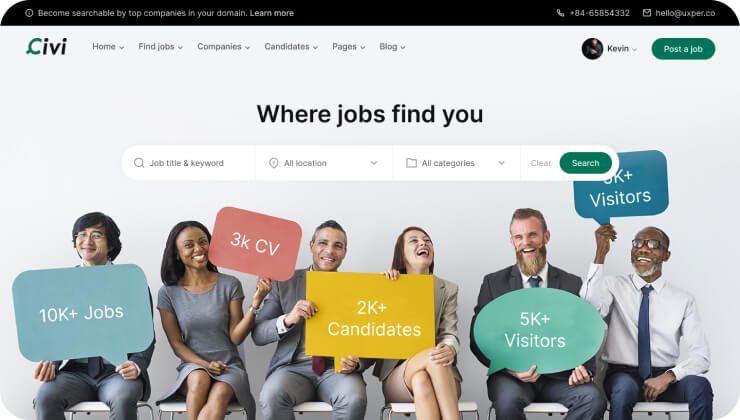 Become searchable by top companies in your domain. Learn more
+84-65854332
hello@uxper.co
Civi
Home
Find jobs
Companies
Candidates
Pages
Blog
Kevin
Post a job
Where jobs find you
Job title & keyword
All location
All categories
Clear
Search
K+
Visitors
3k CV
10K+ Jobs
2K+
Candidates
5K+
Visitors